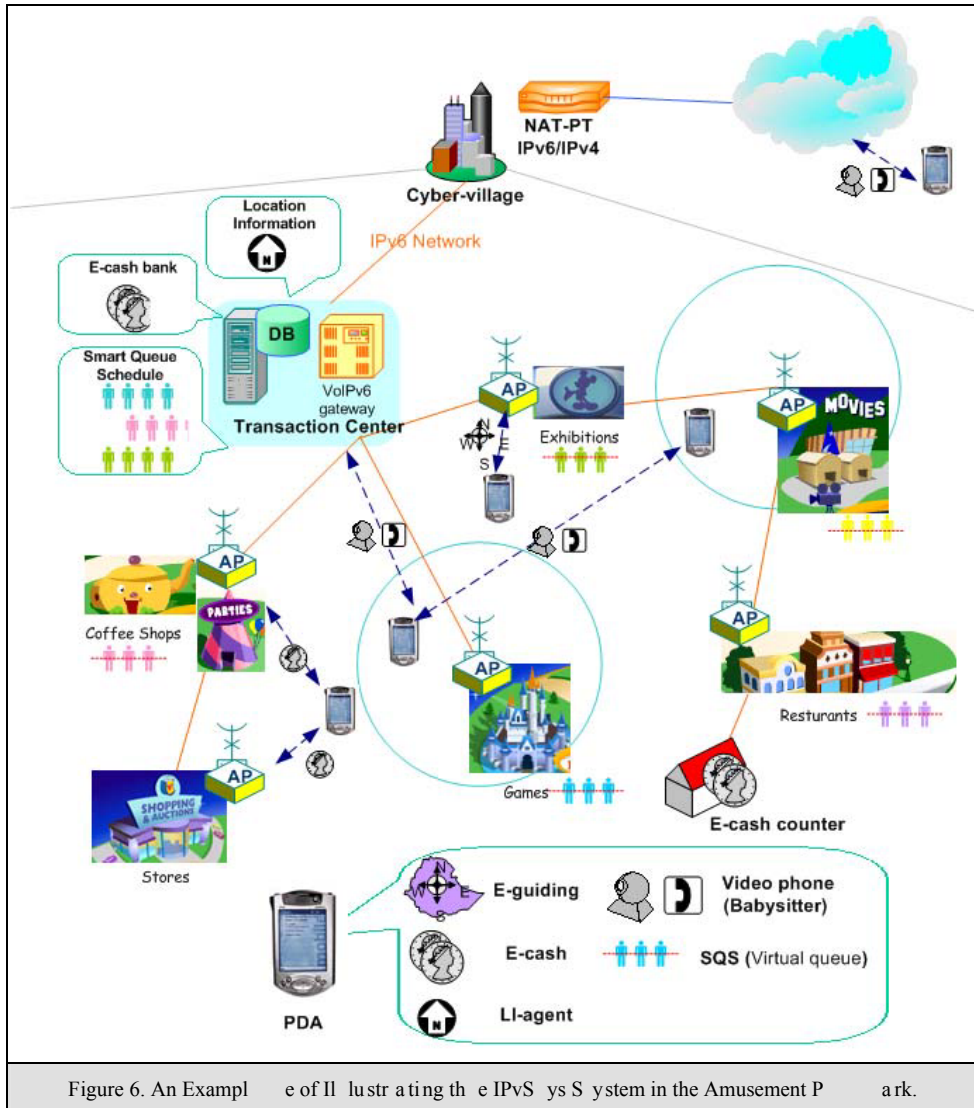 NAT-PT
IPv6/IPv4
Cyber-village
Location
Information
N
IPv6 Network
E-cash bank
DB
Smart Queue
Schedule
VoIPv6
gateway
Transaction Center
AP
N
W E
S
Exhibitions
AP
MOVIES
AP
PARTIES
Coffee Shops
AP
AP
Resturants
AP
SHOPPING
& AUCTIONS
Stores
Games
E-cash counter
N
W E
S
E-guiding
Video phone
(Babysitter)
E-cash
SQS (Virtual queue)
N
LI-agent
PDA
Figure 6. An Exampl e of Il lustr ating th e IPvS ys S ystem in the Amusement P ark.